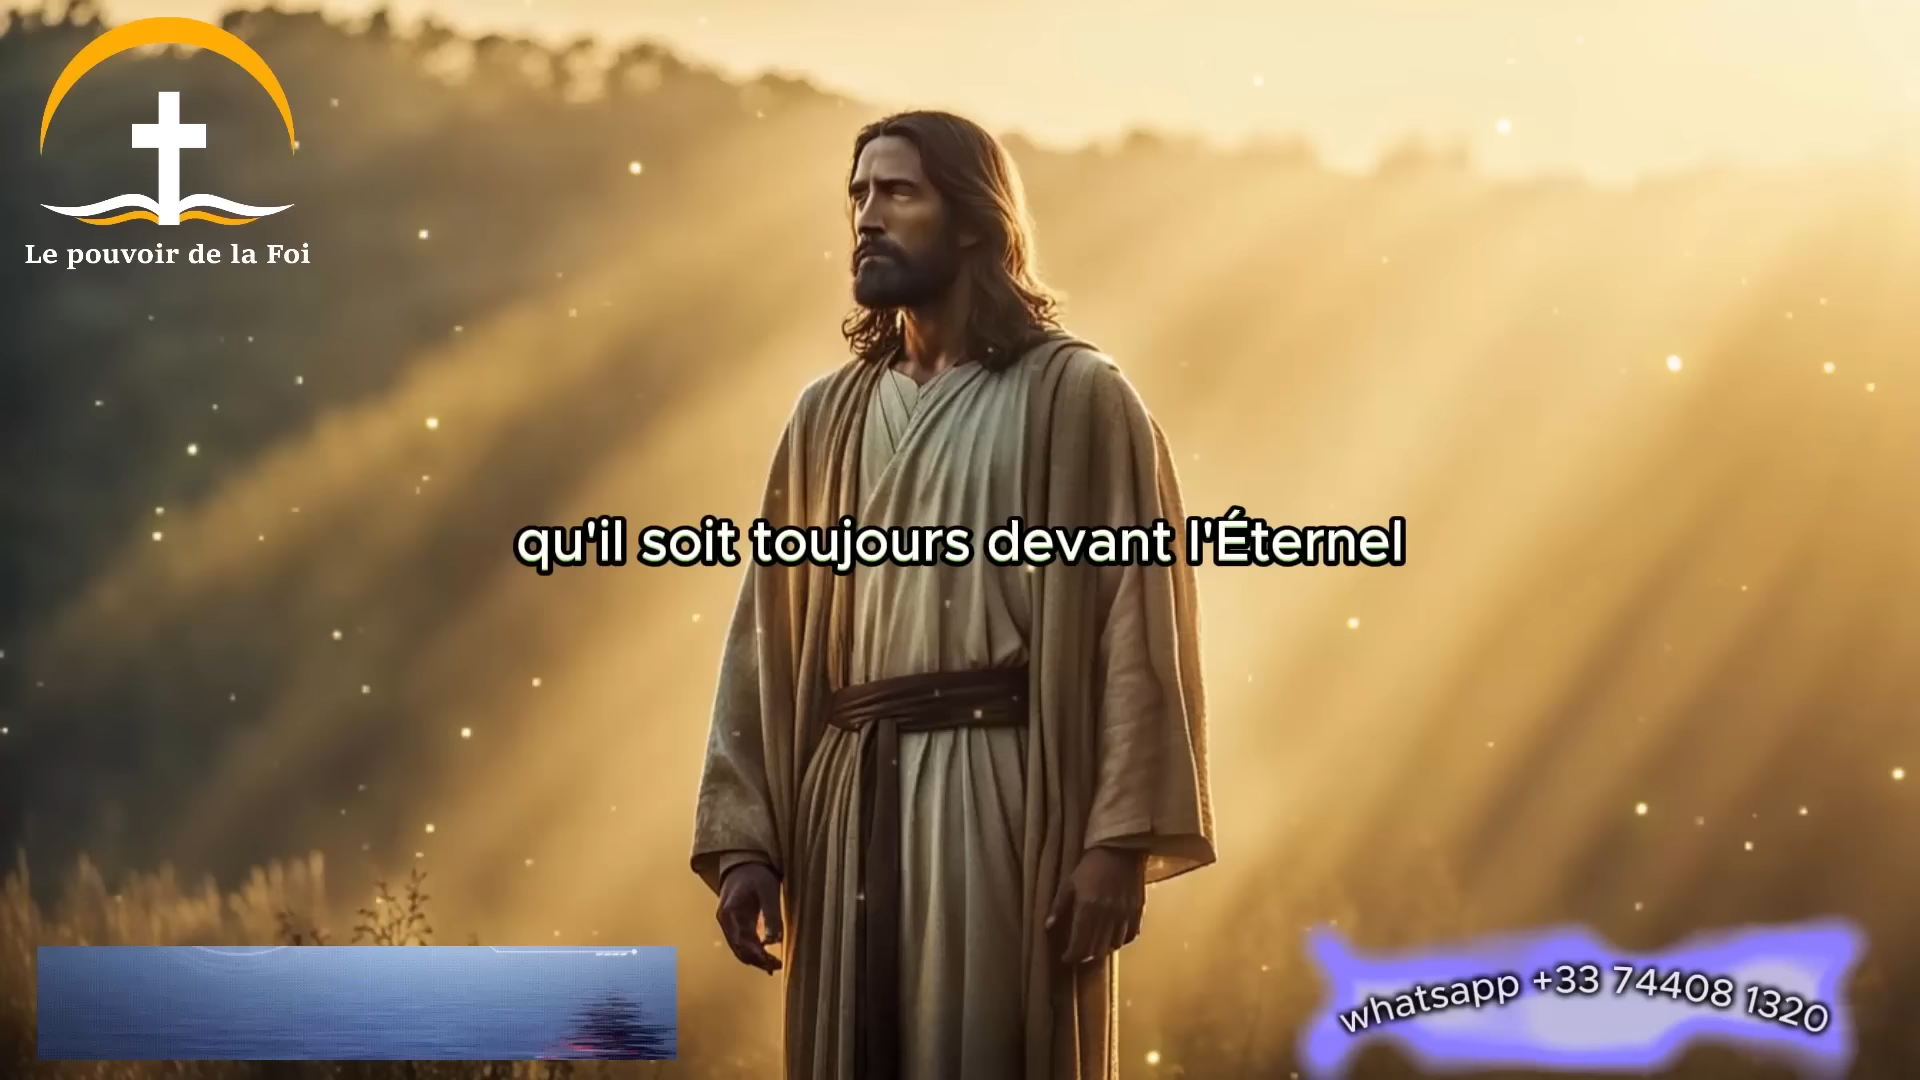 Le pouvoir de la Foi
qu'il soit toujours devant l'Éternel
whatsapp +33 74408 1320